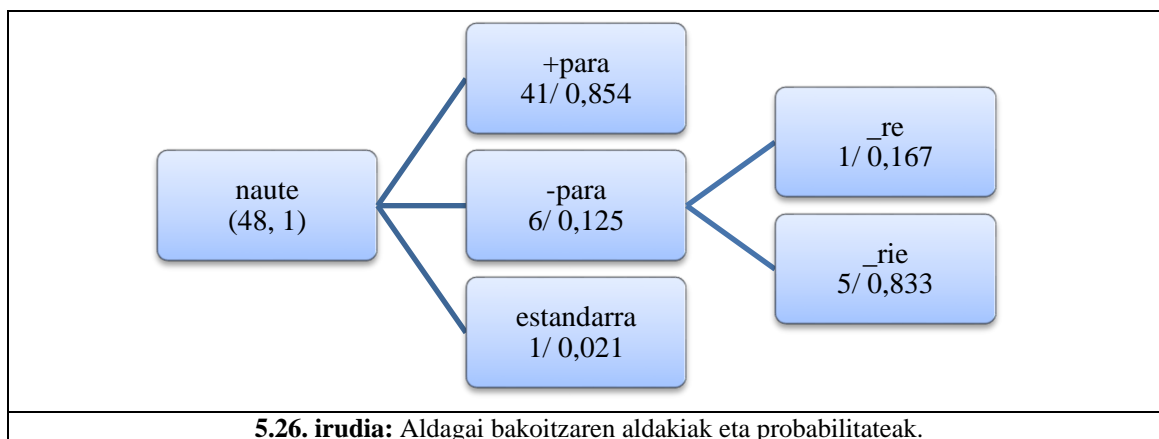 naute
(48, 1)
+para
41/ 0,854
-para
6/ 0,125
estandarra
1/ 0,021
_re
1/ 0,167
_rie
5/ 0,833
5.26. irudia: Aldagai bakoitzaren aldakiak eta probabilitateak.